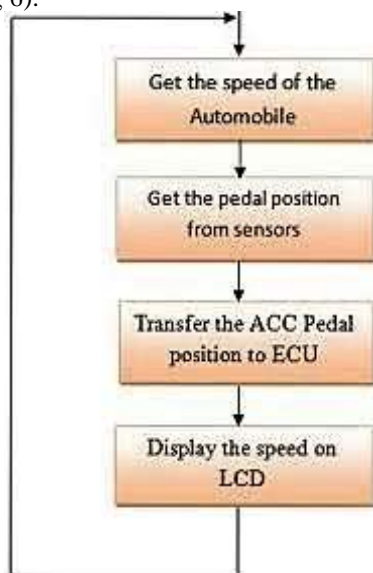 , 6).
Get the speed of the
Automobile
Get the pedal position
from sensors
Transfer the ACC Pedal
position to ECU
Display the speed on
LCD